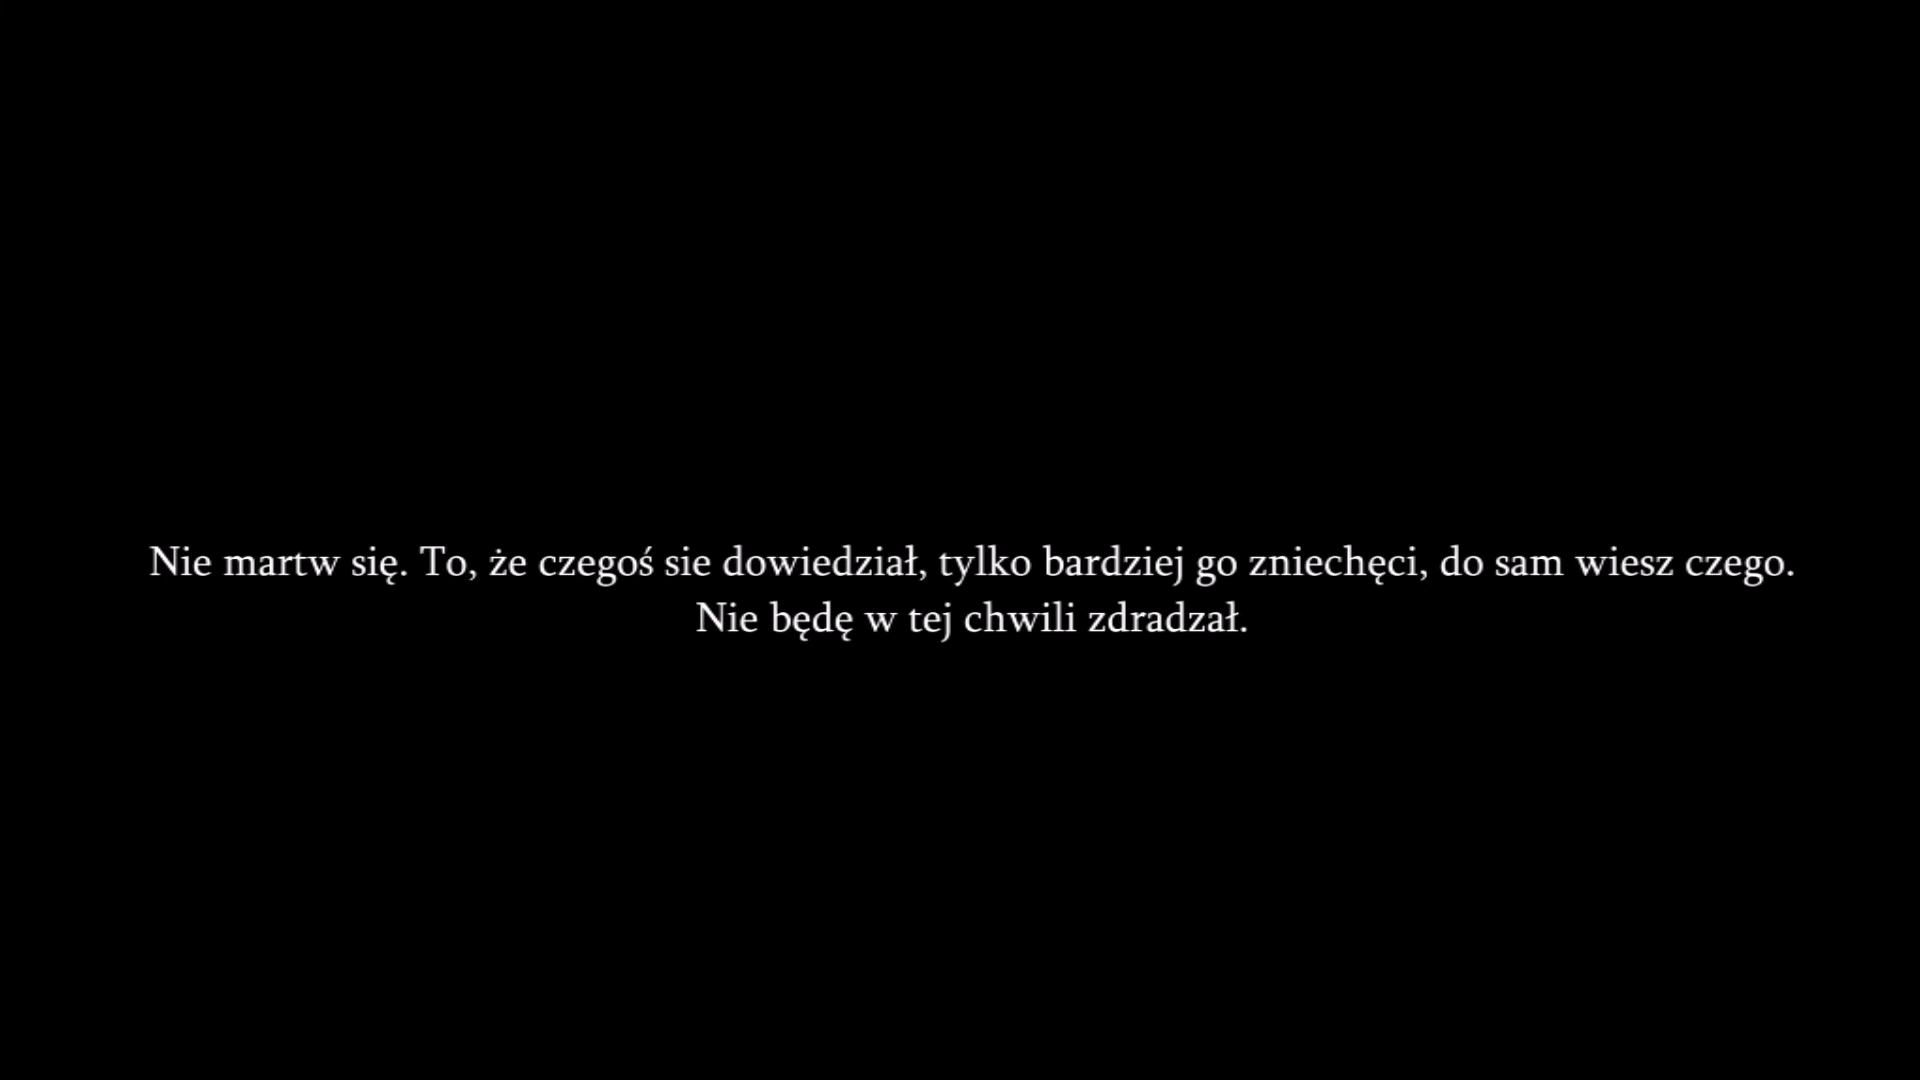 Nie martw się. To, że czegoś sie dowiedział, tylko bardziej go zniechęci, do sam wiesz czego.
Nie będę w tej chwili zdradzał.